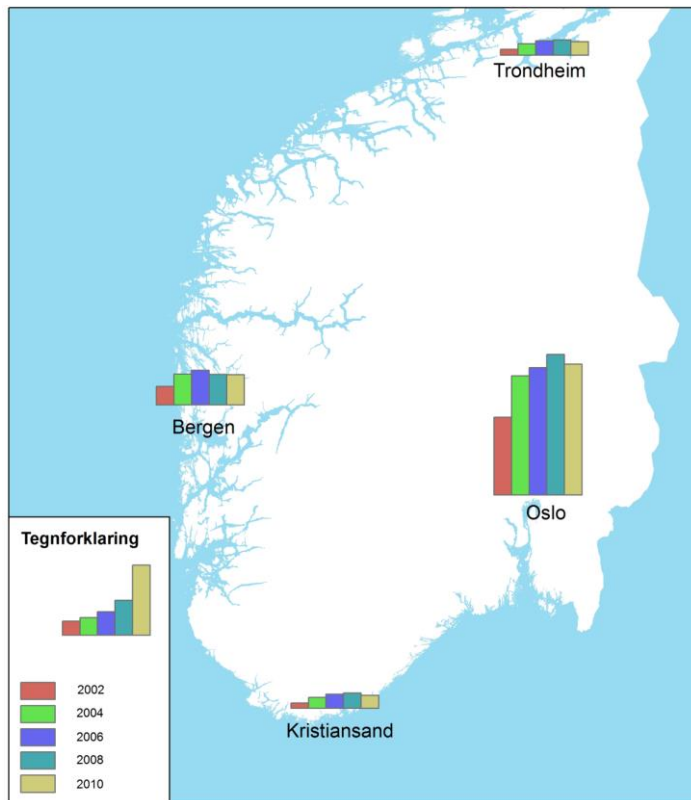 Trondheim
Bergen
Oslo
Tegnforklaring
2002
2004
2006
2008
2010
Kristiansand